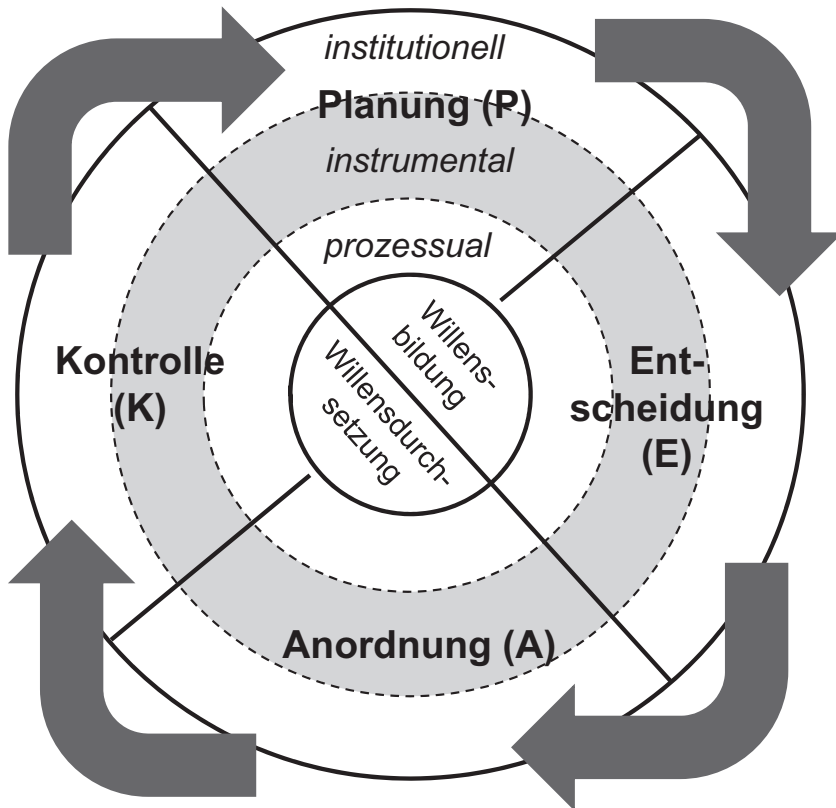 institutionell
Planung (P)
instrumental
prozessual
Willens-
bildung
Willensdurch-
setzung
Kontrolle
(K)
Ent-
scheidung
(E)
Anordnung (A)